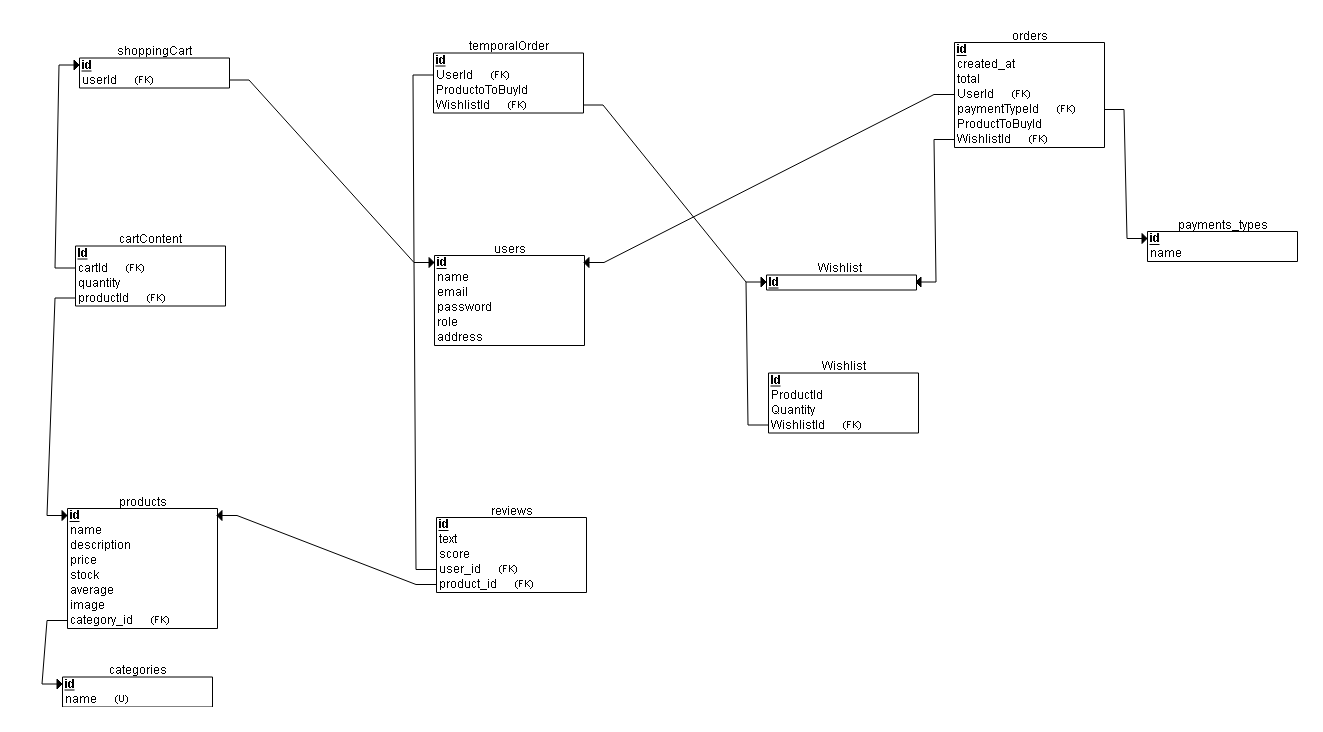 shoppingCart
id
userId (FK)
temporalOrder
id
UserId (FK)
ProductoToBuyId
WishlistId (FK)
orders
id
created_at
total
UserId (FK)
paymentTypeId (FK)
ProductToBuyId
WishlistId (FK)
payments_types
id
name
cartContent
Id
cartId (FK)
quantity
productId (FK)
users
id
name
email
password
role
address
Wishlist
Id
Wishlist
Id
ProductId
Quantity
WishlistId (FK)
products
id
name
description
price
stock
average
image
category_id (FK)
reviews
id
text
score
user_id (FK)
product_id (FK)
categories
id
name (U)